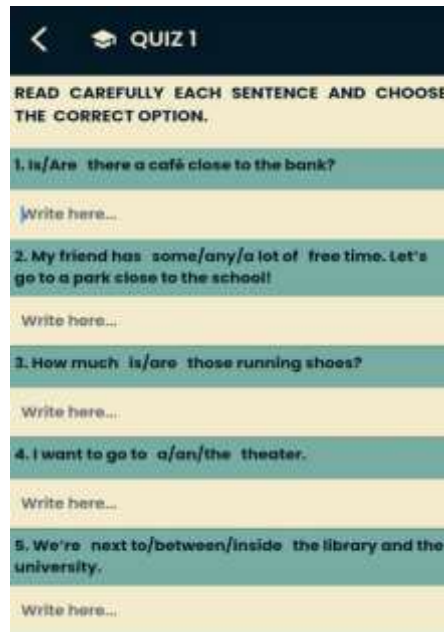 QUIZ 1
READ CAREFULLY EACH SENTENCE AND CHOOSE
THE CORRECT OPTION.
1. Is/Are there a café close to the bank?
Write here...
2. My friend has some/any/a lot of free time. Let's
go to a park close to the school!
Write here...
3. How much is/are those running shoes?
Write here...
4. I want to go to a/an/the theater.
Write here...
5. We're next to/between/inside the library and the
university.
Write here...